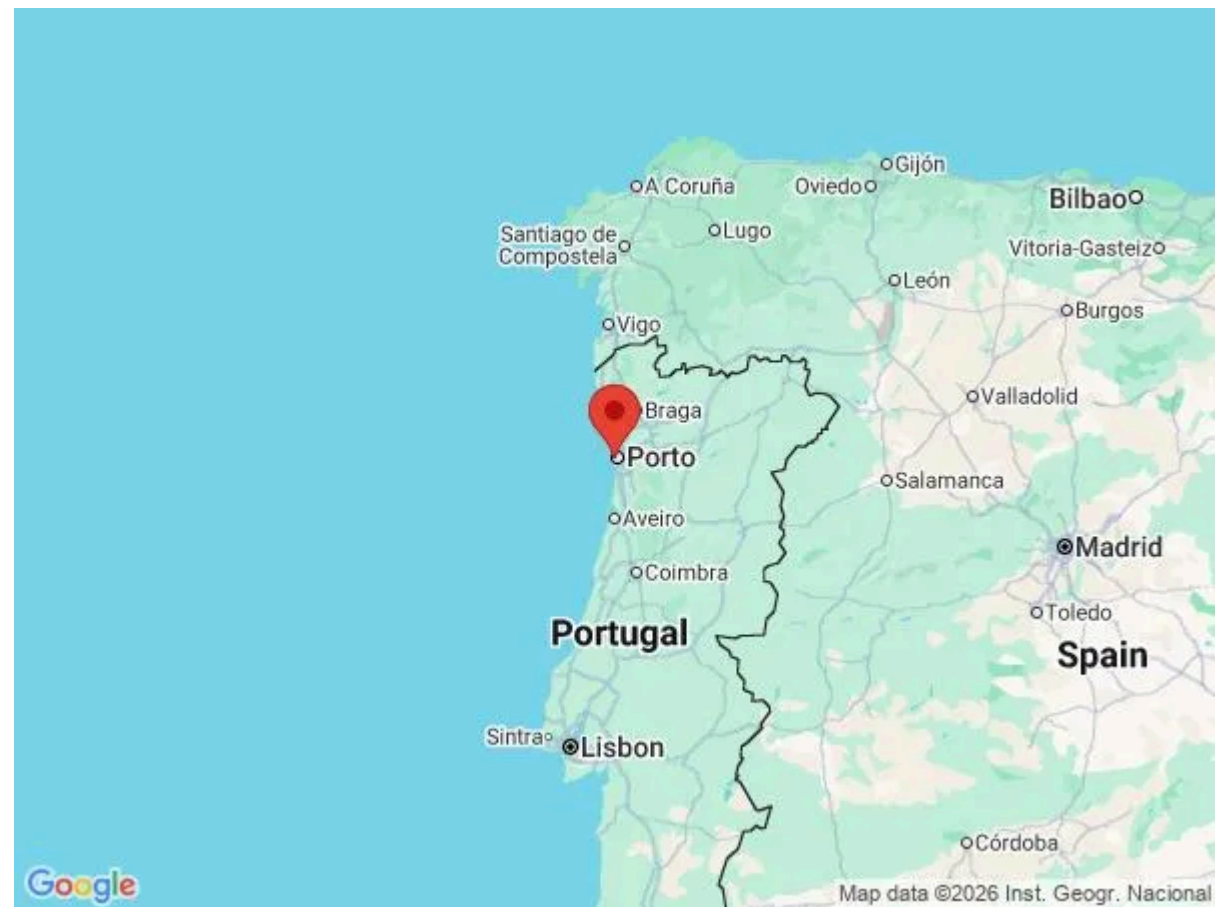 Gijón
A Coruña
Oviedo
Bilbao
Lugo
Santiago de
Compostela
Vitoria-Gasteiz
León
Burgos
Vigo
Valladolid
Braga
Porto
Salamanca
Aveiro
Madrid
Coimbra
Toledo
Portugal
Spain
Sintra
Lisbon
Córdoba
Google
Map data ©2026 Inst. Geogr. Nacional